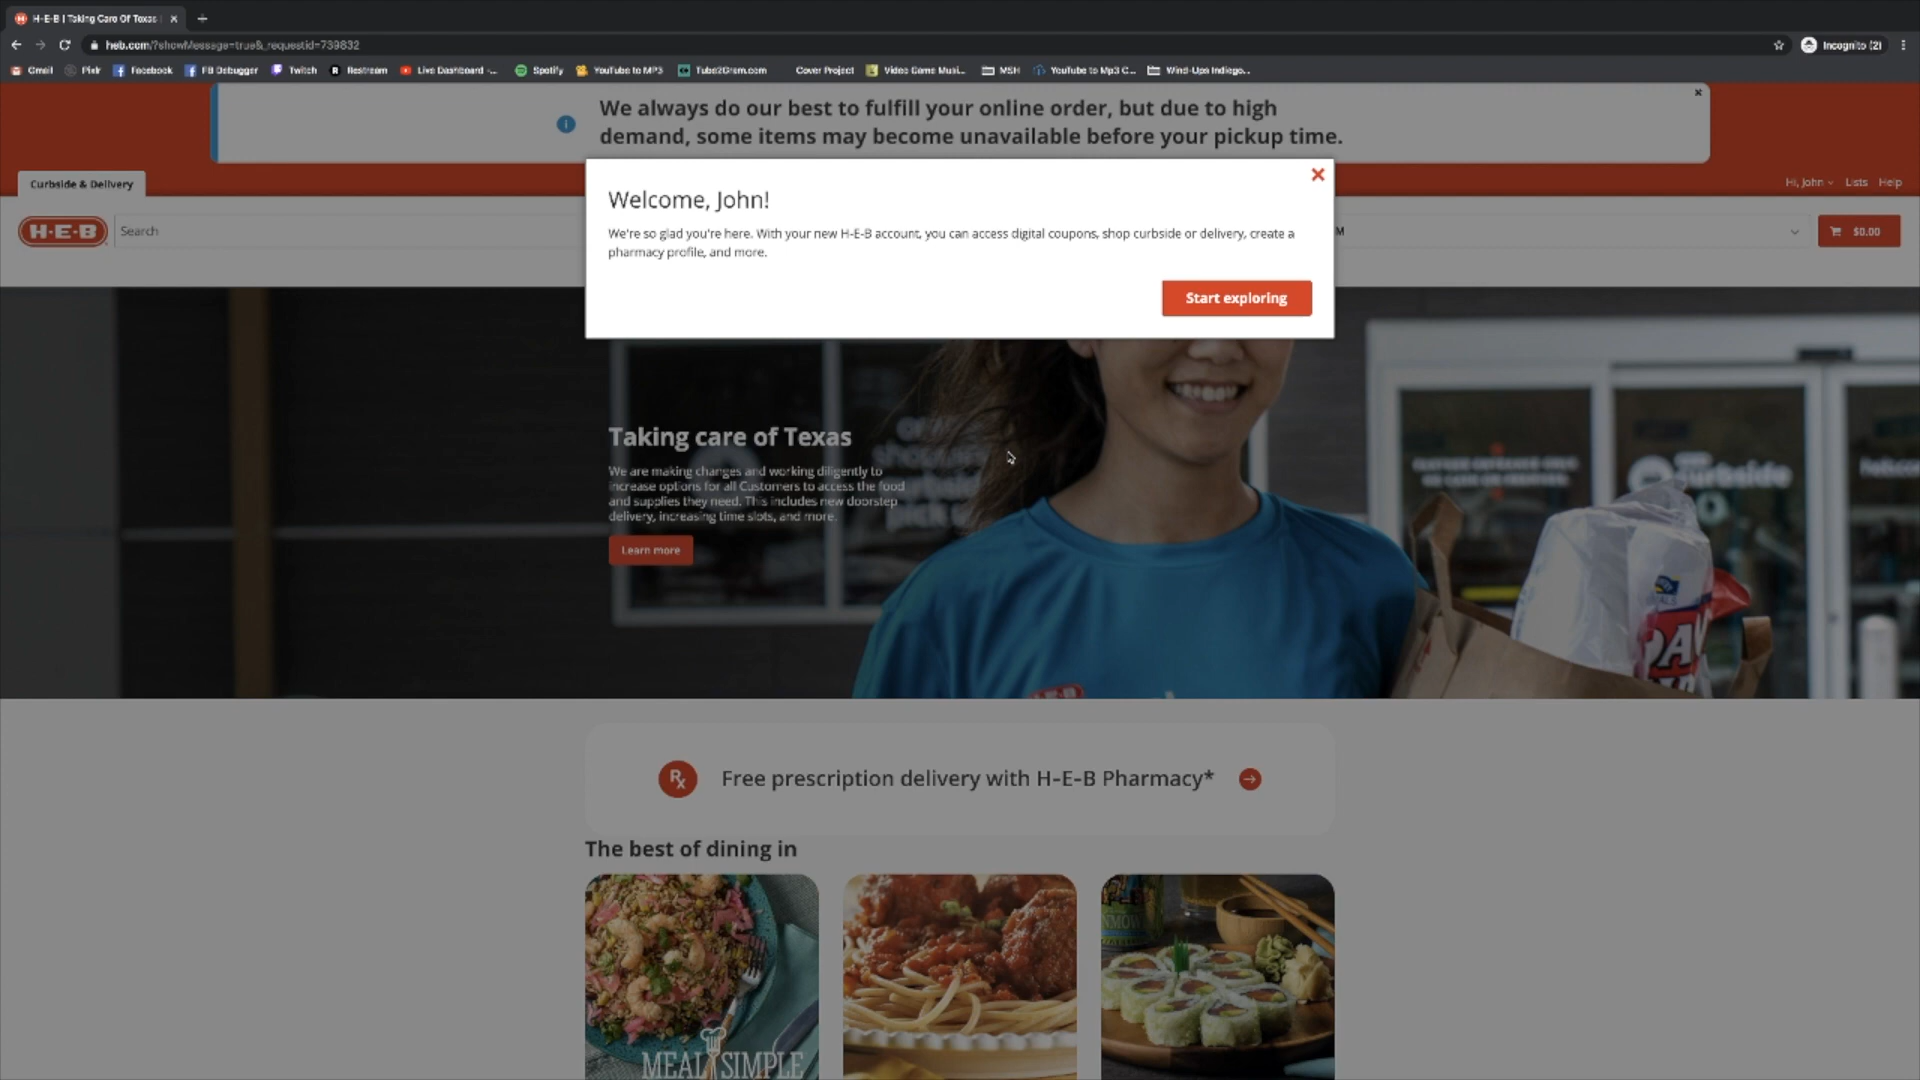 H-E-B | Taking Care Of Texas
heb.com/?showMessage=true&_requestid=739832
Incognito (2)
Gmail
Pixlr
Facebook
FB Debugger
Twitch
Restream
Live Dashboard -...
Spotify
YouTube to MP3
Tube2Gram.com
Cover Project
Video Game Musi...
MSH
YouTube to Mp3 C...
Wind-Ups Indiego...
We always do our best to fulfill your online order, but due to high
demand, some items may become unavailable before your pickup time.
Curbside & Delivery
Hi, John
Lists
Help
H-E-B
Search
M
$0.00
Welcome, John!
We're so glad you're here. With your new H-E-B account, you can access digital coupons, shop curbside or delivery, create a
pharmacy profile, and more.
Start exploring
Taking care of Texas
We are making changes and working diligently to
increase options for all Customers to access the food
and supplies they need. This includes new doorstep
delivery, increasing time slots, and more.
Learn more
curbside
H-E-B
Rx
Free prescription delivery with H-E-B Pharmacy*
The best of dining in
MEAL SIMPLE